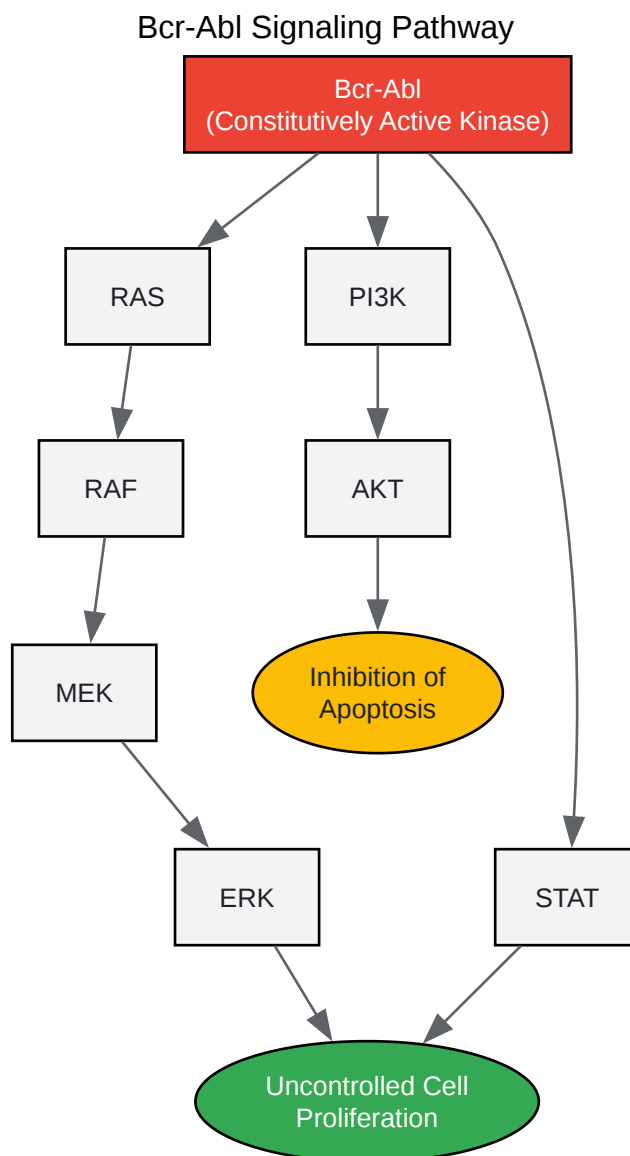 Bcr-Abl Signaling Pathway
Bcr-Abl
(Constitutively Active Kinase)
RAS
PI3K
RAF
AKT
MEK
Inhibition of
Apoptosis
ERK
STAT
Uncontrolled Cell
Proliferation